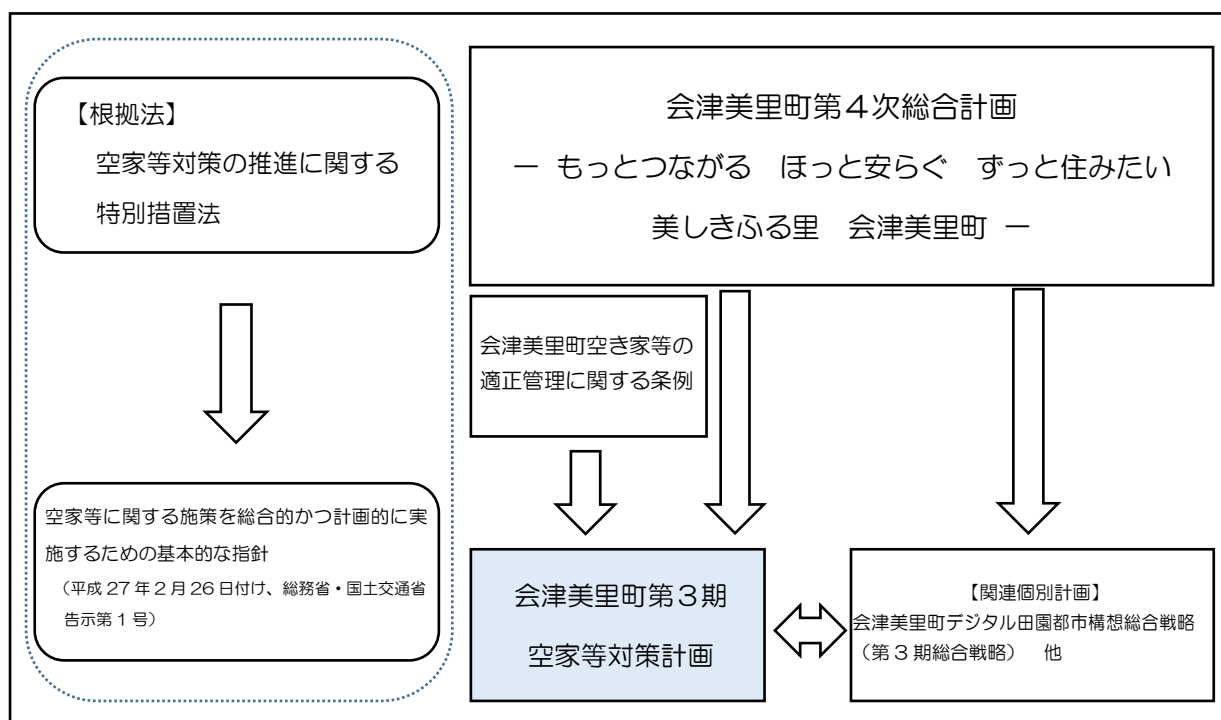 【根拠法】
空家等対策の推進に関する
特別措置法
空家等に関する施策を総合的かつ計画的に実
施するための基本的な指針
（平成 27 年 2 月 26 日付け、総務省・国土交通省
告示第 1 号）
会津美里町第４次総合計画
― もっとつながる　ほっと安らぐ　ずっと住みたい
美しきふる里　会津美里町 ―
会津美里町空き家等の
適正管理に関する条例
会津美里町第３期
空家等対策計画
【関連個別計画】
会津美里町デジタル田園都市構想総合戦略
（第 3 期総合戦略）　他